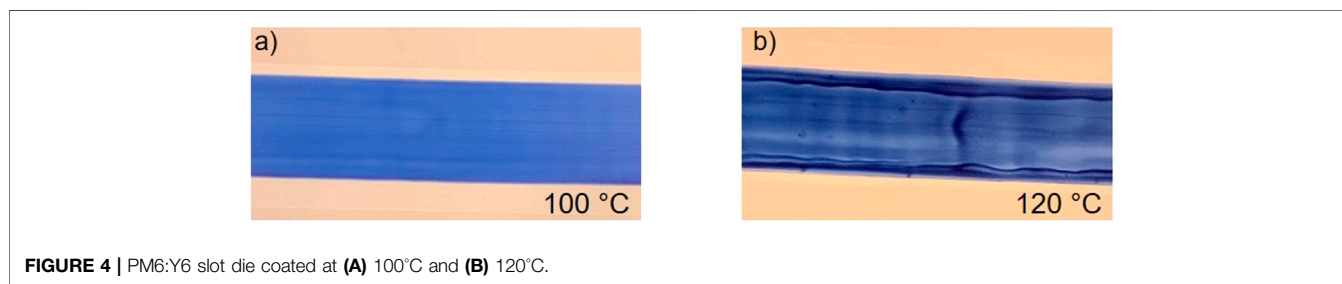 a)
b)
100 °C
120 °C
FIGURE 4 | PM6:Y6 slot die coated at (A) 100°C and (B) 120°C.